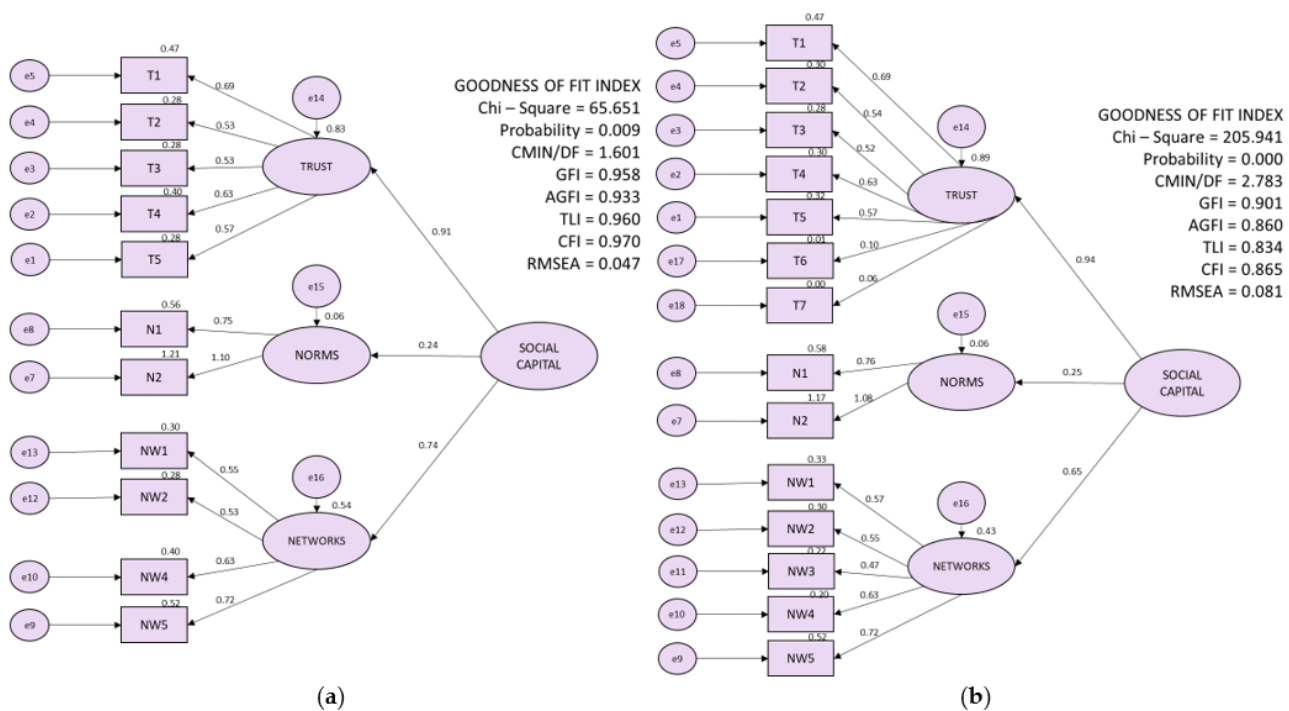 0.47
e5
T1
0.69
0.28
e4
T2
0.53
0.28
e3
T3
0.53
0.40
e2
T4
0.63
0.28
e1
T5
0.57
e14
0.83
TRUST
0.91
GOODNESS OF FIT INDEX
Chi – Square = 65.651
Probability = 0.009
CMIN/DF = 1.601
GFI = 0.958
AGFI = 0.933
TLI = 0.960
CFI = 0.970
RMSEA = 0.047
0.56
e8
N1
0.75
1.21
e7
N2
1.10
e15
0.06
NORMS
0.24
SOCIAL
CAPITAL
0.74
0.30
e13
NW1
0.55
0.28
e12
NW2
0.53
0.40
e10
NW4
0.63
0.52
e9
NW5
0.72
e16
0.54
NETWORKS
(a)
0.47
e5
T1
0.69
0.30
e4
T2
0.54
0.28
e3
T3
0.52
0.30
e2
T4
0.63
0.32
e1
T5
0.57
0.01
e17
T6
0.10
0.00
e18
T7
0.06
e14
0.89
TRUST
0.94
GOODNESS OF FIT INDEX
Chi – Square = 205.941
Probability = 0.000
CMIN/DF = 2.783
GFI = 0.901
AGFI = 0.860
TLI = 0.834
CFI = 0.865
RMSEA = 0.081
0.58
e8
N1
0.76
1.17
e7
N2
1.08
e15
0.06
NORMS
0.25
SOCIAL
CAPITAL
0.65
0.33
e13
NW1
0.57
0.30
e12
NW2
0.55
0.22
e11
NW3
0.47
0.20
e10
NW4
0.63
0.52
e9
NW5
0.72
e16
0.43
NETWORKS
(b)